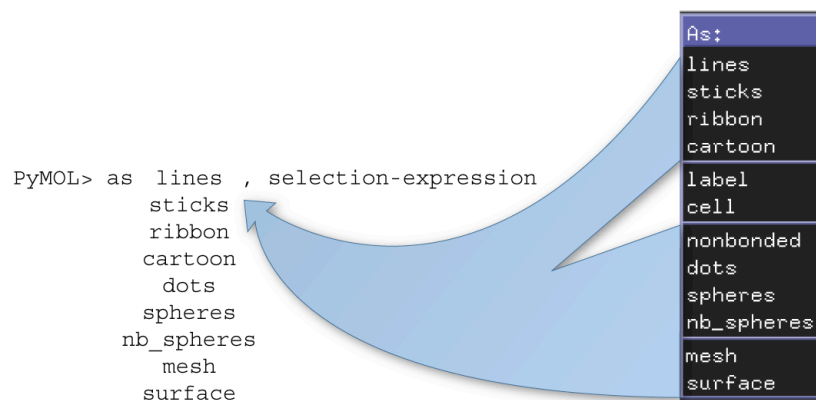 PyMOL> as lines , selection-expression
sticks
ribbon
cartoon
dots
spheres
nb_spheres
mesh
surface
As:
lines
sticks
ribbon
cartoon
label
cell
nonbonded
dots
spheres
nb_spheres
mesh
surface